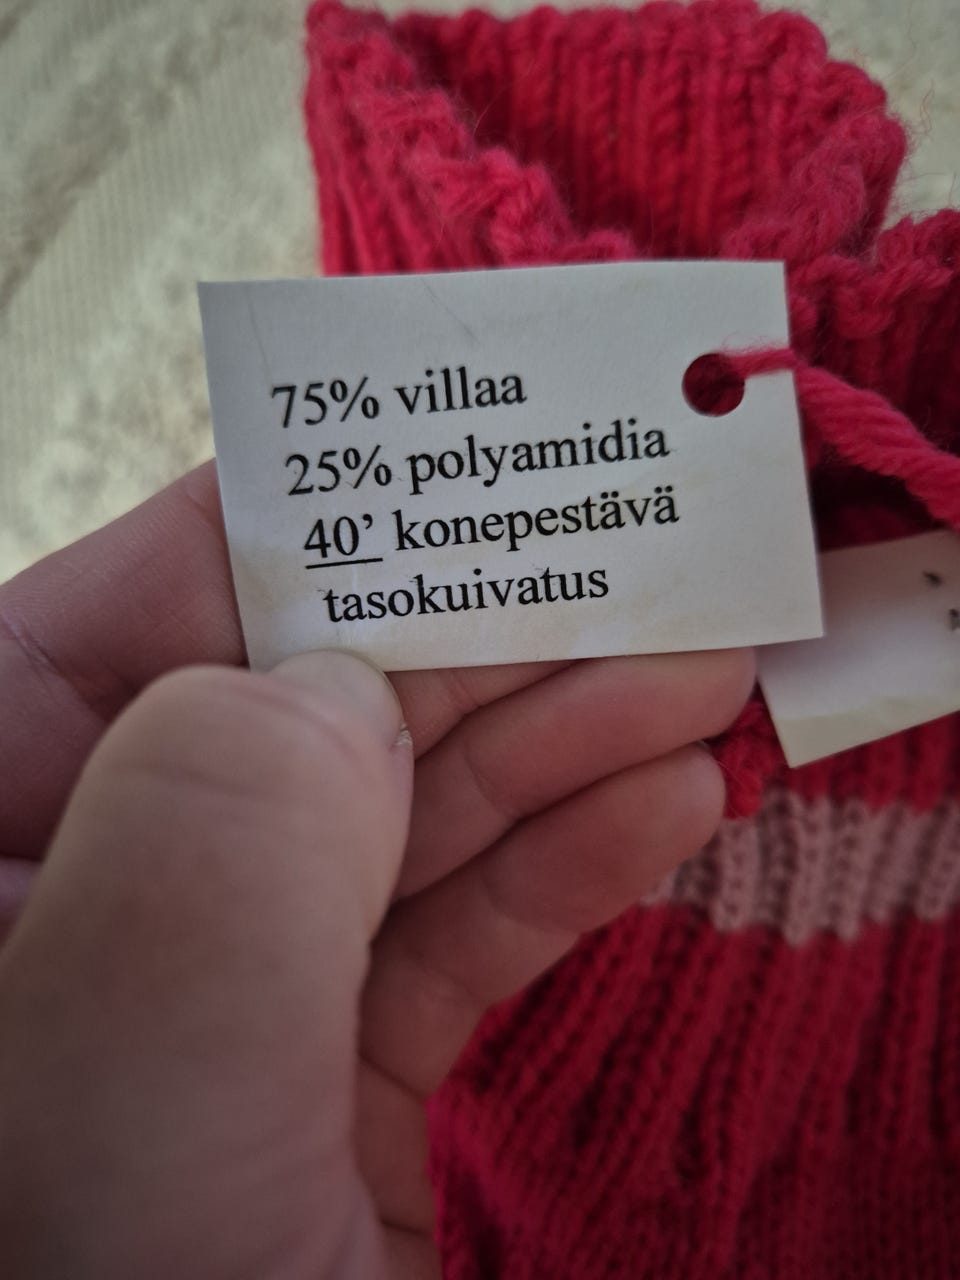 75% villaa
25% polyamidia
40’ konepestävä
tasokuivatus